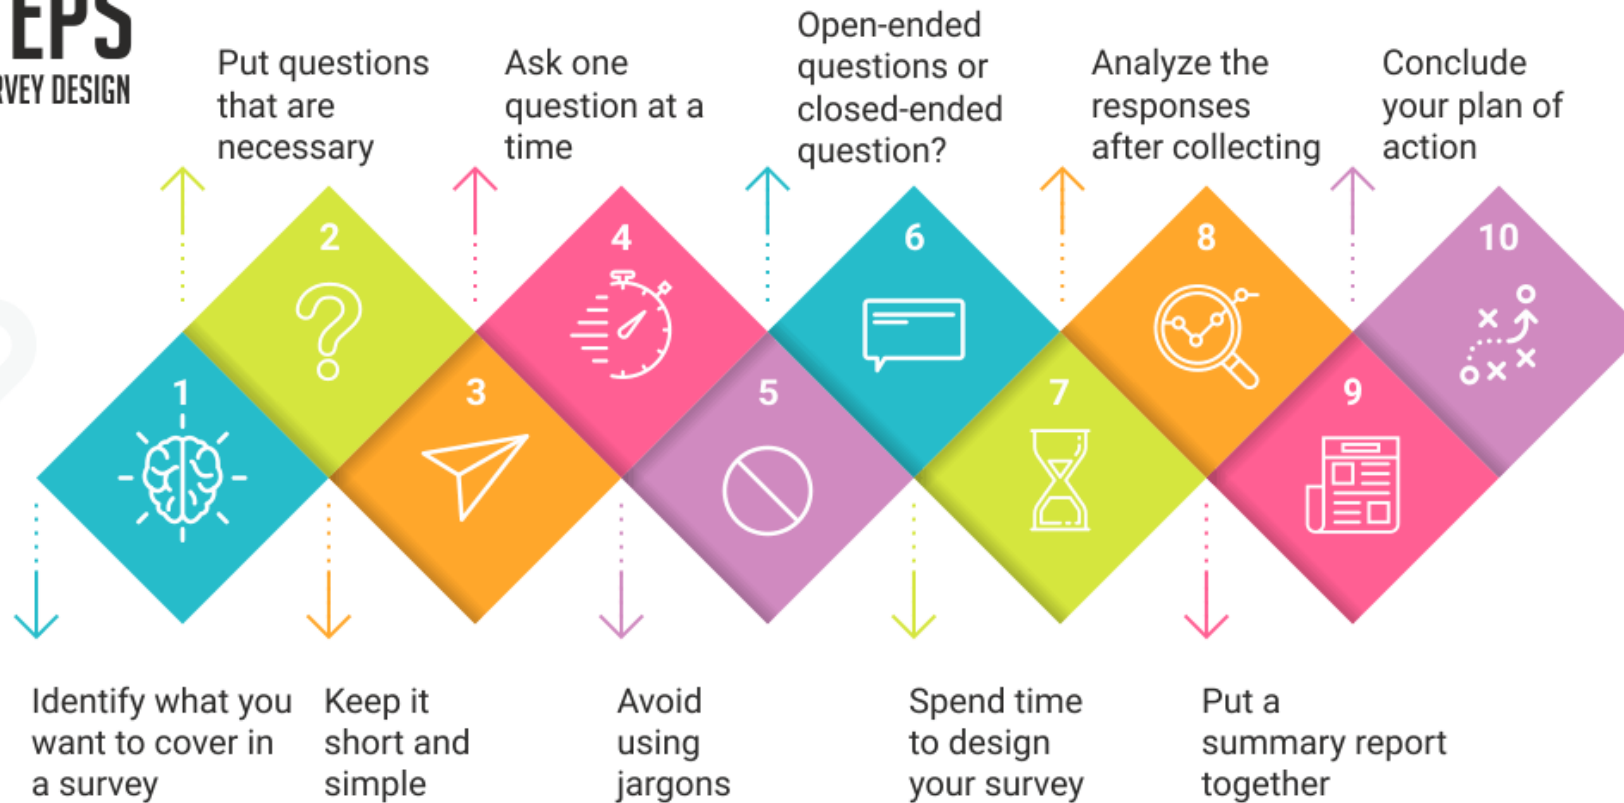 EPS
RVEY DESIGN
Put questions
that are
necessary
Ask one
question at a
time
Open-ended
questions or
closed-ended
question?
Analyze the
responses
after collecting
Conclude
your plan of
action
1
2
3
4
5
6
7
8
9
10
Identify what you
want to cover in
a survey
Keep it
short and
simple
Avoid
using
jargons
Spend time
to design
your survey
Put a
summary report
together